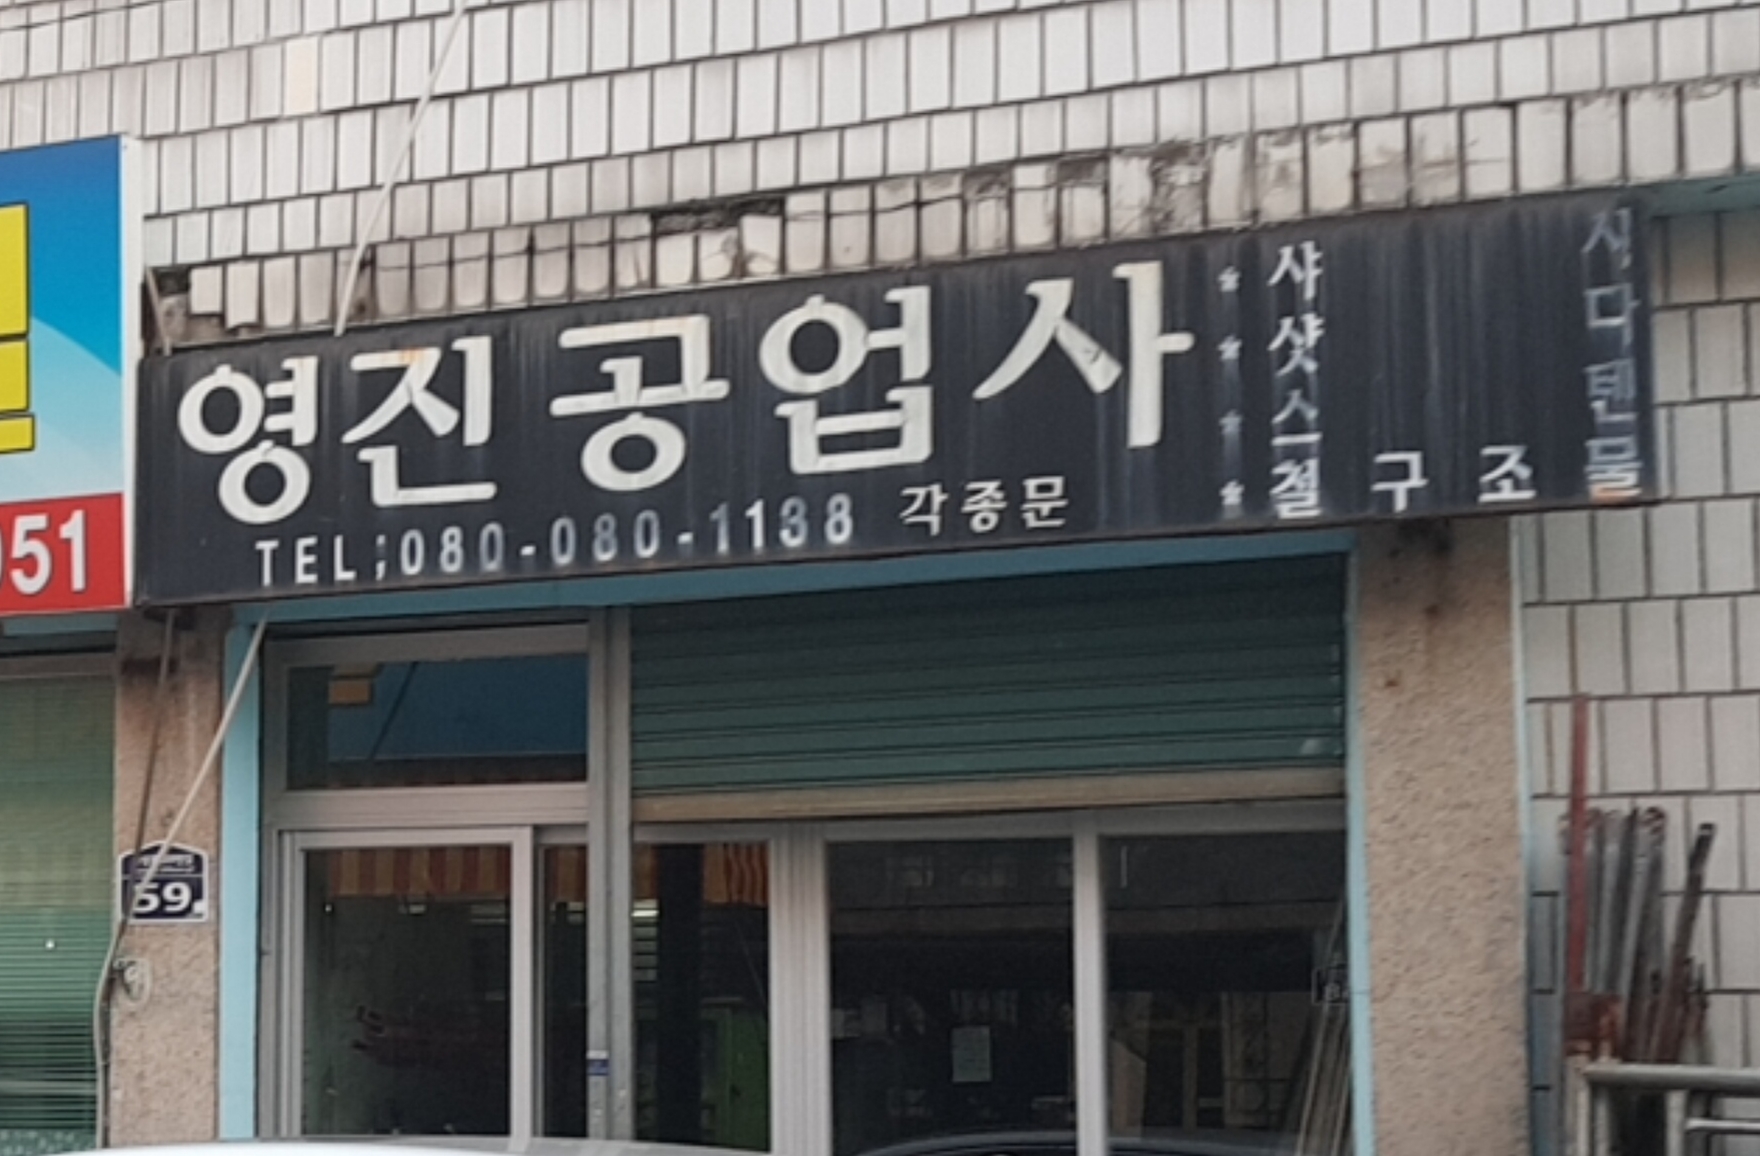 영진공업사
TEL;080-080-1138 각종문
* 샤 시
* 샷 다
* 스 텐
* 철구조물
951
59